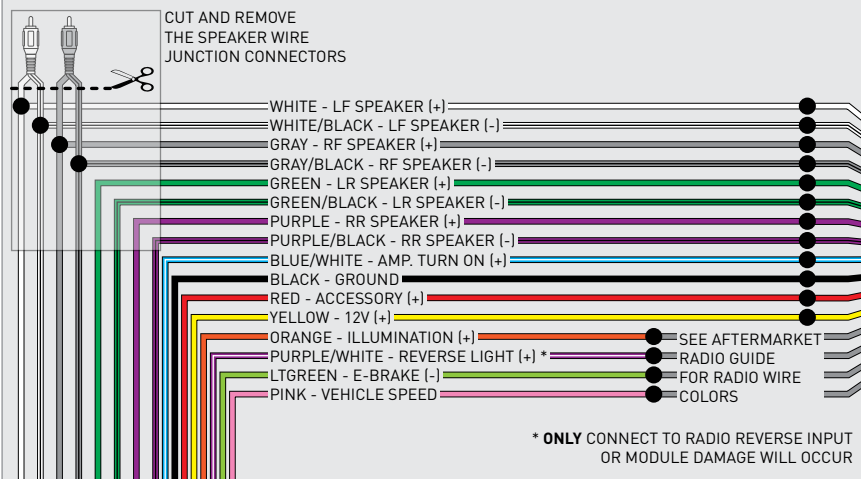 CUT AND REMOVE
THE SPEAKER WIRE
JUNCTION CONNECTORS
WHITE - LF SPEAKER (+)
WHITE/BLACK - LF SPEAKER (-)
GRAY - RF SPEAKER (+)
GRAY/BLACK - RF SPEAKER (-)
GREEN - LR SPEAKER (+)
GREEN/BLACK - LR SPEAKER (-)
PURPLE - RR SPEAKER (+)
PURPLE/BLACK - RR SPEAKER (-)
BLUE/WHITE - AMP. TURN ON (+)
BLACK - GROUND
RED - ACCESSORY (+)
YELLOW - 12V (+)
ORANGE - ILLUMINATION (+)
PURPLE/WHITE - REVERSE LIGHT (+) *
LTGREEN - E-BRAKE (-)
PINK - VEHICLE SPEED
SEE AFTERMARKET
RADIO GUIDE
FOR RADIO WIRE
COLORS
* ONLY CONNECT TO RADIO REVERSE INPUT
OR MODULE DAMAGE WILL OCCUR